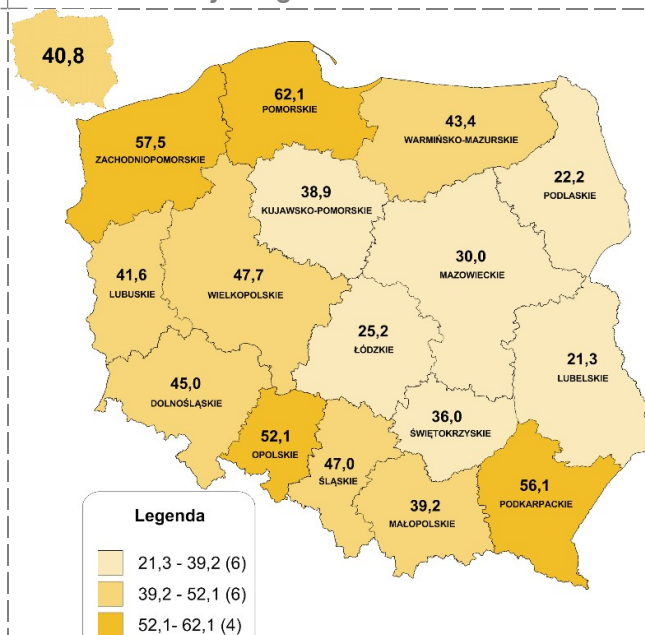 40,8
62,1
POMORSKIE
57,5
ZACHODNIOPOMORSKIE
43,4
WARMIŃSKO-MAZURSKIE
22,2
PODLASKIE
38,9
KUJAWSKO-POMORSKIE
30,0
MAZOWIECKIE
41,6
LUBUSKIE
47,7
WIELKOPOLSKIE
25,2
ŁÓDZKIE
21,3
LUBELSKIE
45,0
DOLNOŚLĄSKIE
36,0
ŚWIĘTOKRZYSKIE
52,1
OPOLSKIE
47,0
ŚLĄSKIE
39,2
MAŁOPOLSKIE
56,1
PODKARPACKIE
Legenda
21,3 - 39,2 (6)
39,2 - 52,1 (6)
52,1- 62,1 (4)